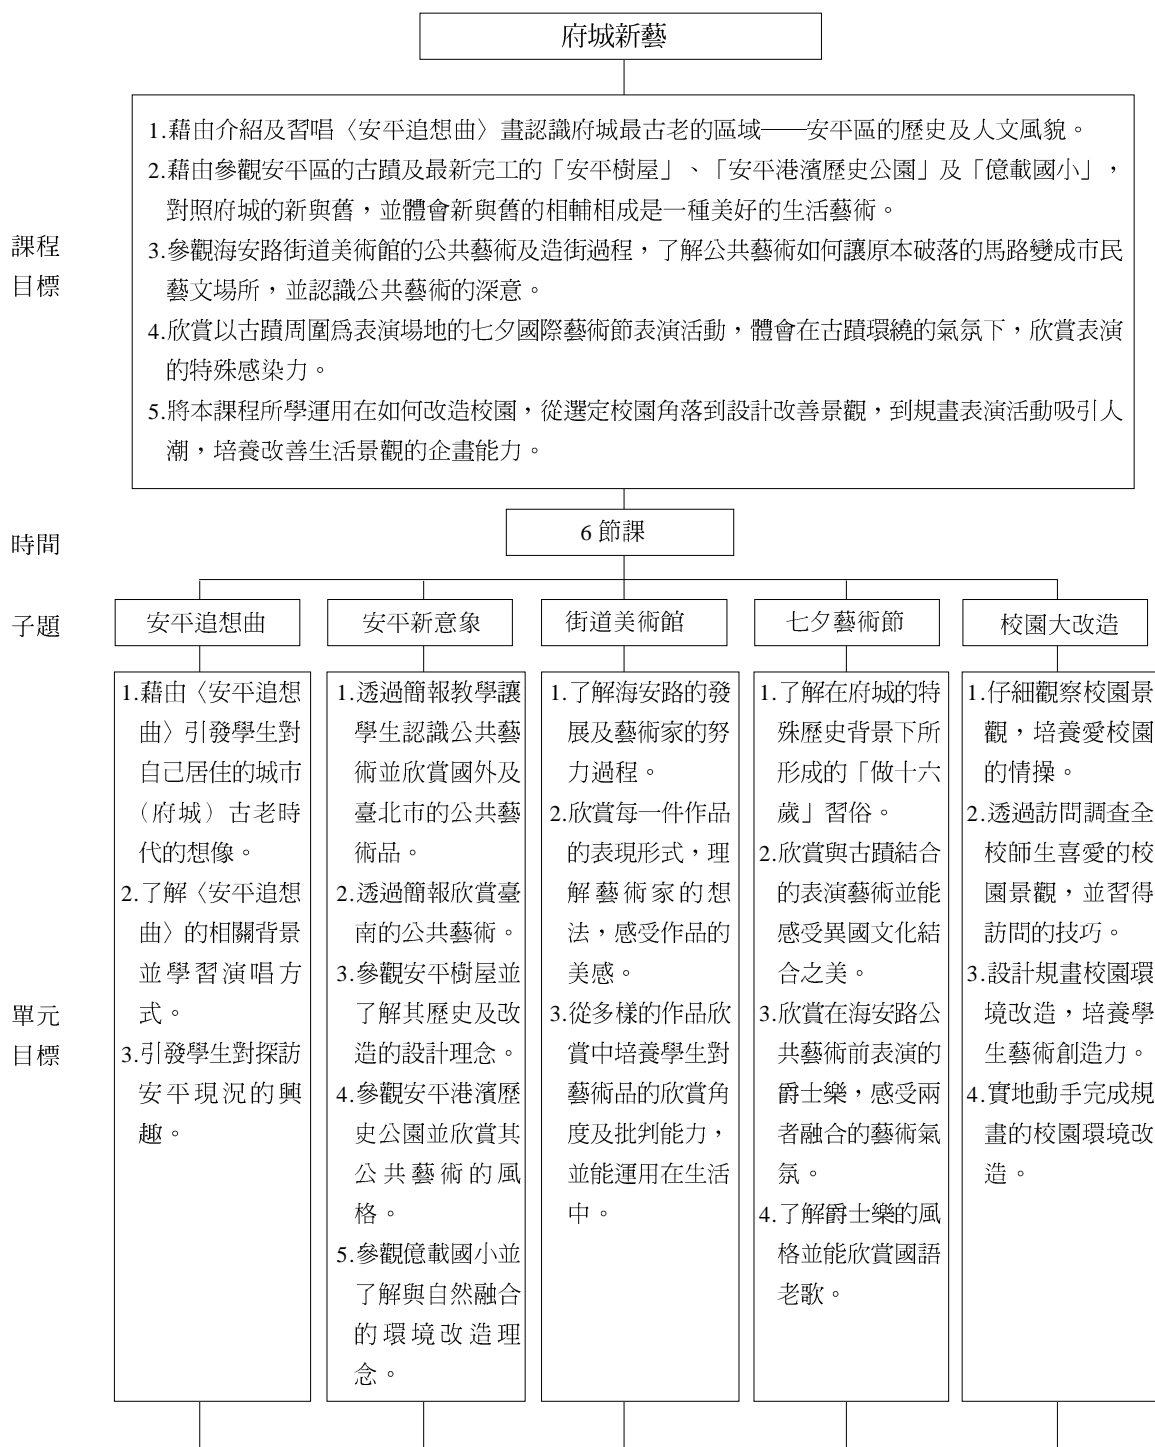 府城新藝
課程
目標
1.藉由介紹及習唱〈安平追想曲〉畫認識府城最古老的區域——安平區的歷史及人文風貌。
2.藉由參觀安平區的古蹟及最新完工的「安平樹屋」、「安平港濱歷史公園」及「億載國小」，
對照府城的新與舊，並體會新與舊的相輔相成是一種美好的生活藝術。
3.參觀海安路街道美術館的公共藝術及造街過程，了解公共藝術如何讓原本破落的馬路變成市民
藝文場所，並認識公共藝術的深意。
4.欣賞以古蹟周圍爲表演場地的七夕國際藝術節表演活動，體會在古蹟環繞的氣氛下，欣賞表演
的特殊感染力。
5.將本課程所學運用在如何改造校園，從選定校園角落到設計改善景觀，到規畫表演活動吸引人
潮，培養改善生活景觀的企畫能力。
時間
6 節課
子題
安平追想曲
安平新意象
街道美術館
七夕藝術節
校園大改造
單元
目標
1.藉由〈安平追想
曲〉引發學生對
自己居住的城市
（府城）古老時
代的想像。
2.了解〈安平追想
曲〉的相關背景
並學習演唱方
式。
3.引發學生對探訪
安平現況的興
趣。
1.透過簡報教學讓
學生認識公共藝
術並欣賞國外及
臺北市的公共藝
術品。
2.透過簡報欣賞臺
南的公共藝術。
3.參觀安平樹屋並
了解其歷史及改
造的設計理念。
4.參觀安平港濱歷
史公園並欣賞其
公共藝術的風
格。
5.參觀億載國小並
了解與自然融合
的環境改造理
念。
1.了解海安路的發
展及藝術家的努
力過程。
2.欣賞每一件作品
的表現形式，理
解藝術家的想
法，感受作品的
美感。
3.從多樣的作品欣
賞中培養學生對
藝術品的欣賞角
度及批判能力，
並能運用在生活
中。
1.了解在府城的特
殊歷史背景下所
形成的「做十六
歲」習俗。
2.欣賞與古蹟結合
的表演藝術並能
感受異國文化結
合之美。
3.欣賞在海安路公
共藝術前表演的
爵士樂，感受兩
者融合的藝術氣
氛。
4.了解爵士樂的風
格並能欣賞國語
老歌。
1.仔細觀察校園景
觀，培養愛校園
的情操。
2.透過訪問調查全
校師生喜愛的校
園景觀，並習得
訪問的技巧。
3.設計規畫校園環
境改造，培養學
生藝術創造力。
4.實地動手完成規
畫的校園環境改
造。